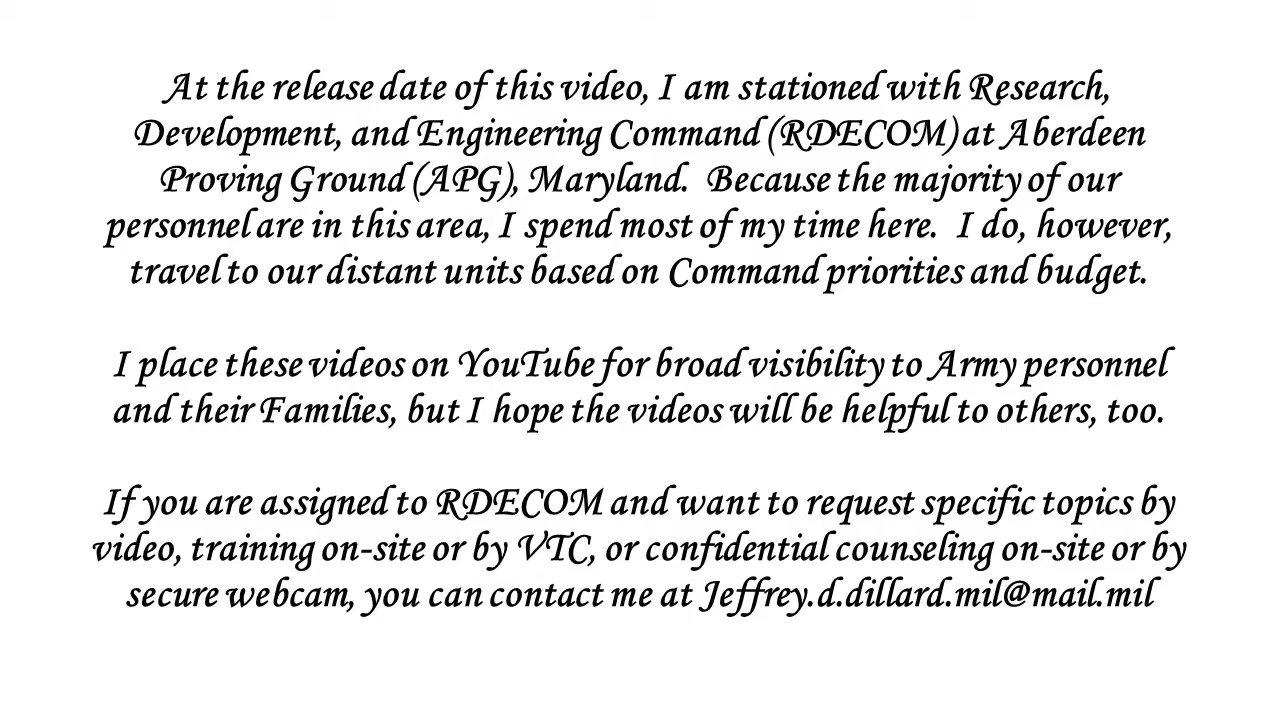 At the release date of this video, I am stationed with Research,
Development, and Engineering Command (RDECOM) at Aberdeen
Proving Ground (APG), Maryland.  Because the majority of our
personnel are in this area, I spend most of my time here.  I do, however,
travel to our distant units based on Command priorities and budget.
I place these videos on YouTube for broad visibility to Army personnel
and their Families, but I hope the videos will be helpful to others, too.
If you are assigned to RDECOM and want to request specific topics by
video, training on-site or by VTC, or confidential counseling on-site or by
secure webcam, you can contact me at Jeffrey.d.dillard.mil@mail.mil